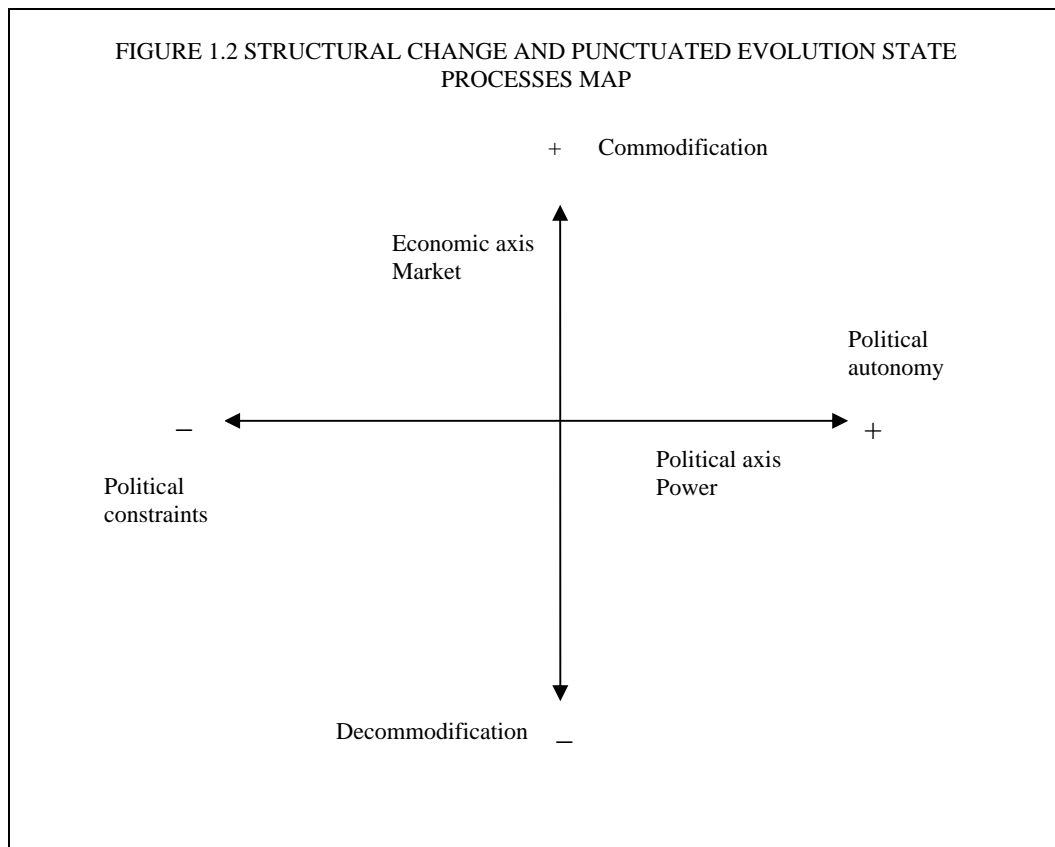 FIGURE 1.2 STRUCTURAL CHANGE AND PUNCTUATED EVOLUTION STATE
PROCESSES MAP
+ Commodification
Economic axis
Market
Political
autonomy
–
+
Political axis
Power
Political
constraints
Decommodification –